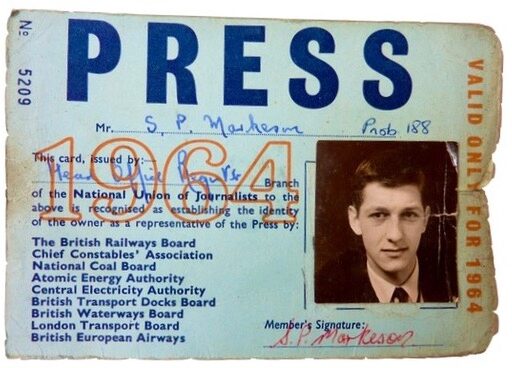 PRESS
Nº 5209
Mr. S. P. Markeson Prob 188
1964
This card, issued by:—
Head Office Register Branch
of the National Union of Journalists to the
above is recognised as establishing the identity
of the owner as a representative of the Press by:
The British Railways Board
Chief Constables' Association
National Coal Board
Atomic Energy Authority
Central Electricity Authority
British Transport Docks Board
British Waterways Board
London Transport Board
British European Airways
Member's Signature:
S. P. Markeson
VALID ONLY FOR 1964